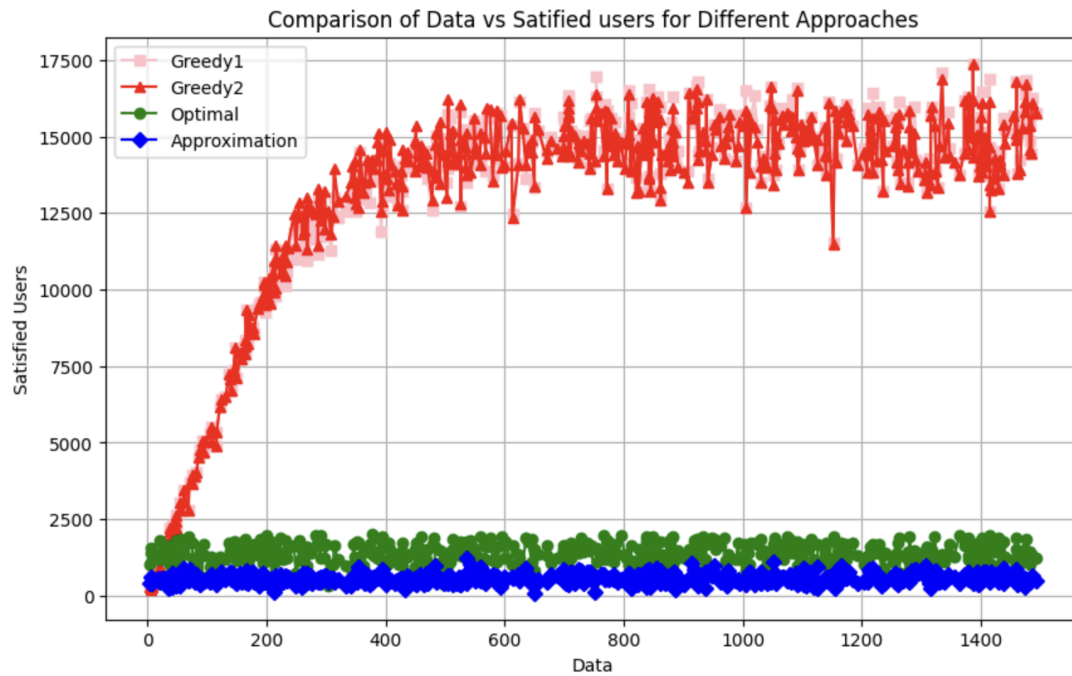 Comparison of Data vs Satified users for Different Approaches
Greedy1
Greedy2
Optimal
Approximation
Satisfied Users
17500
15000
12500
10000
7500
5000
2500
0
0 200 400 600 800 1000 1200 1400
Data